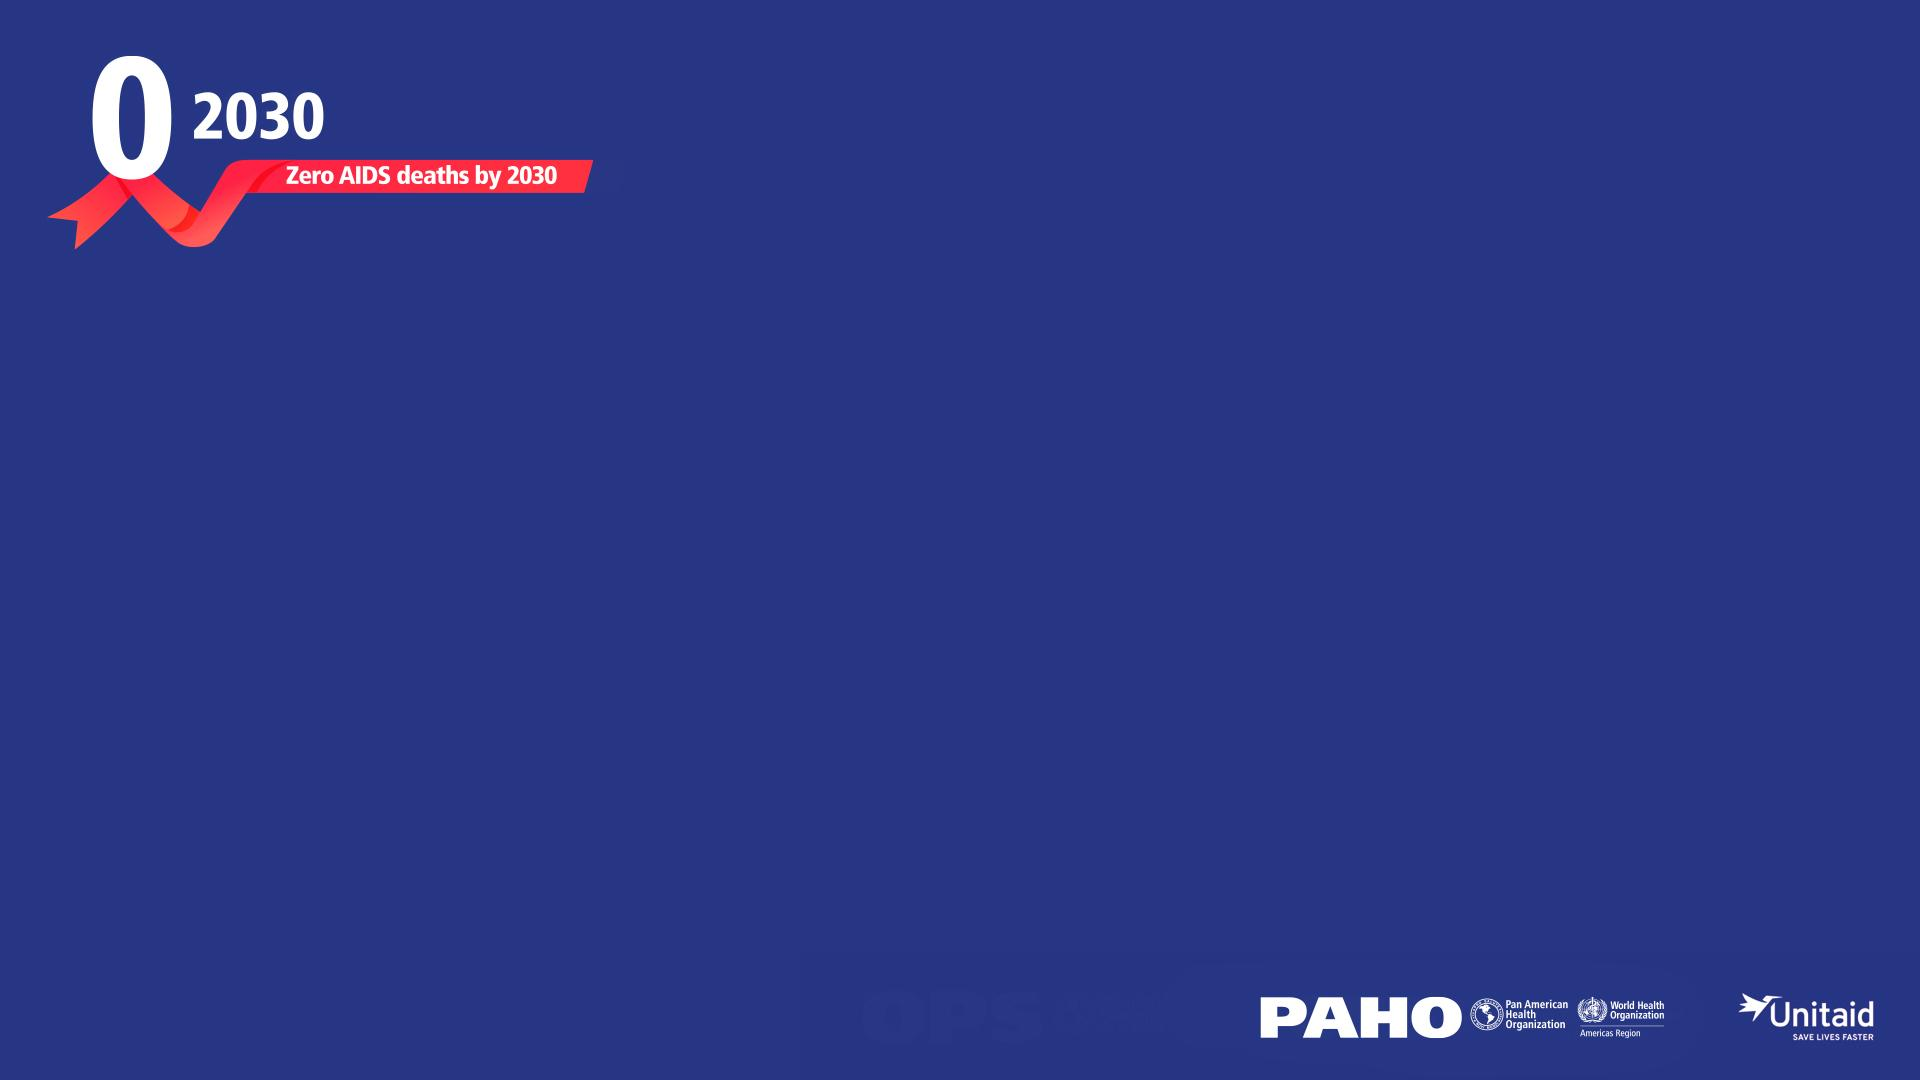 0 2030
Zero AIDS deaths by 2030
OPS
PAHO
Pan American
Health
Organization
World Health
Organization
Americas Region
Unitaid
SAVE LIVES FASTER